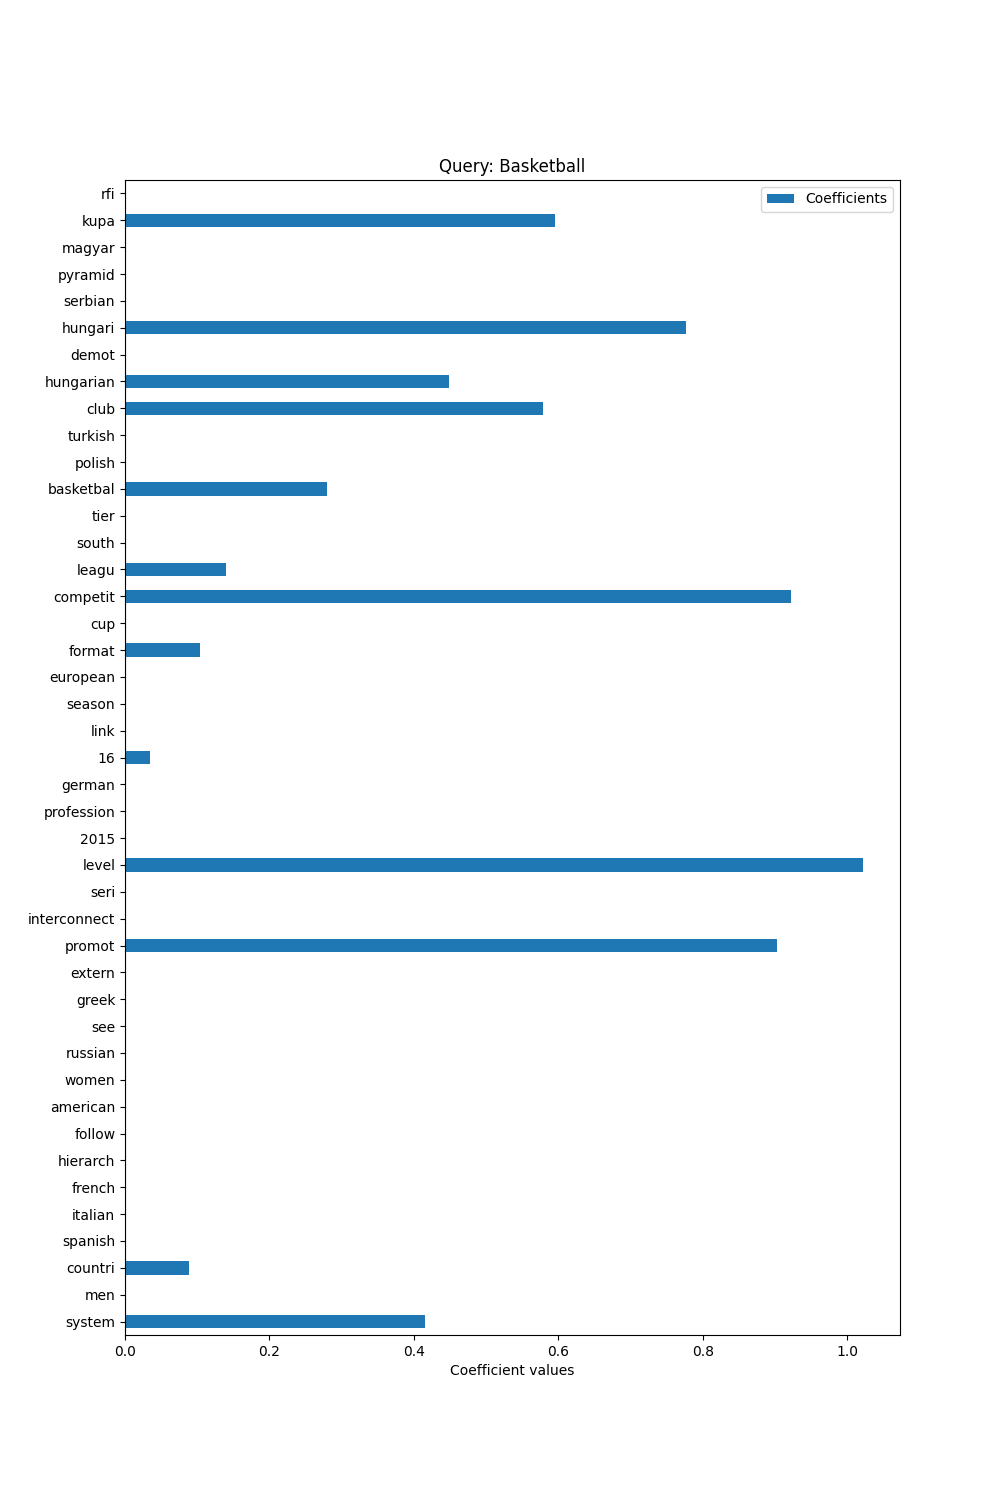 Query: Basketball
Coefficients
rfi
kupa
magyar
pyramid
serbian
hungari
demot
hungarian
club
turkish
polish
basketbal
tier
south
leagu
competit
cup
format
european
season
link
16
german
profession
2015
level
seri
interconnect
promot
extern
greek
see
russian
women
american
follow
hierarch
french
italian
spanish
countri
men
system
0.0 0.2 0.4 0.6 0.8 1.0
Coefficient values